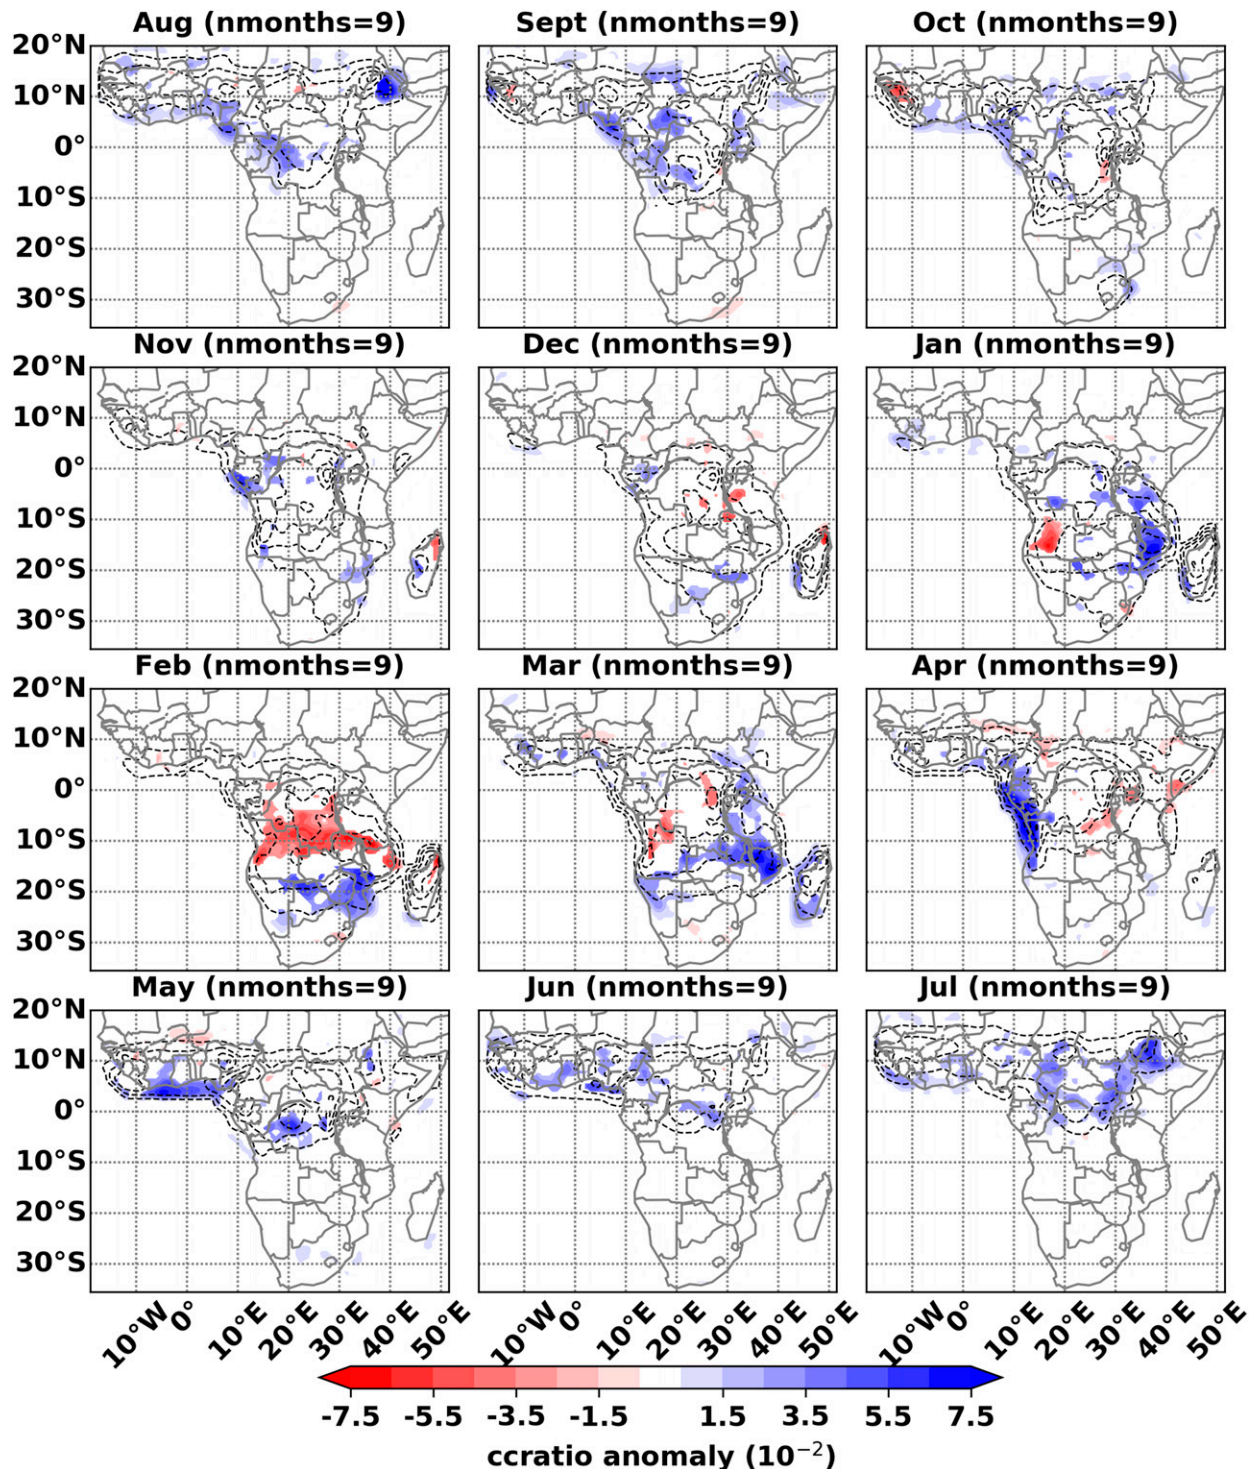 Aug (nmonths=9)
Sept (nmonths=9)
Oct (nmonths=9)
20°N
10°N
0°
10°S
20°S
30°S
Nov (nmonths=9)
Dec (nmonths=9)
Jan (nmonths=9)
20°N
10°N
0°
10°S
20°S
30°S
Feb (nmonths=9)
Mar (nmonths=9)
Apr (nmonths=9)
20°N
10°N
0°
10°S
20°S
30°S
May (nmonths=9)
Jun (nmonths=9)
Jul (nmonths=9)
20°N
10°N
0°
10°S
20°S
30°S
10°W 0° 10°E 20°E 30°E 40°E 50°E
10°W 0° 10°E 20°E 30°E 40°E 50°E
10°W 0° 10°E 20°E 30°E 40°E 50°E
-7.5 -5.5 -3.5 -1.5 1.5 3.5 5.5 7.5
ccratio anomaly (10⁻²)